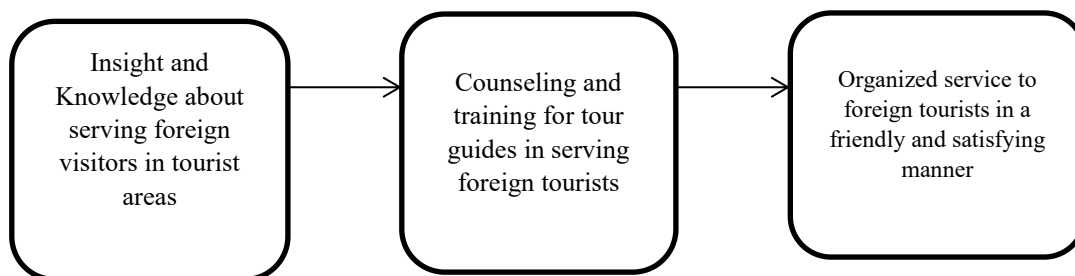 Insight and
Knowledge about
serving foreign
visitors in tourist
areas
Counseling and
training for tour
guides in serving
foreign tourists
Organized service to
foreign tourists in a
friendly and satisfying
manner